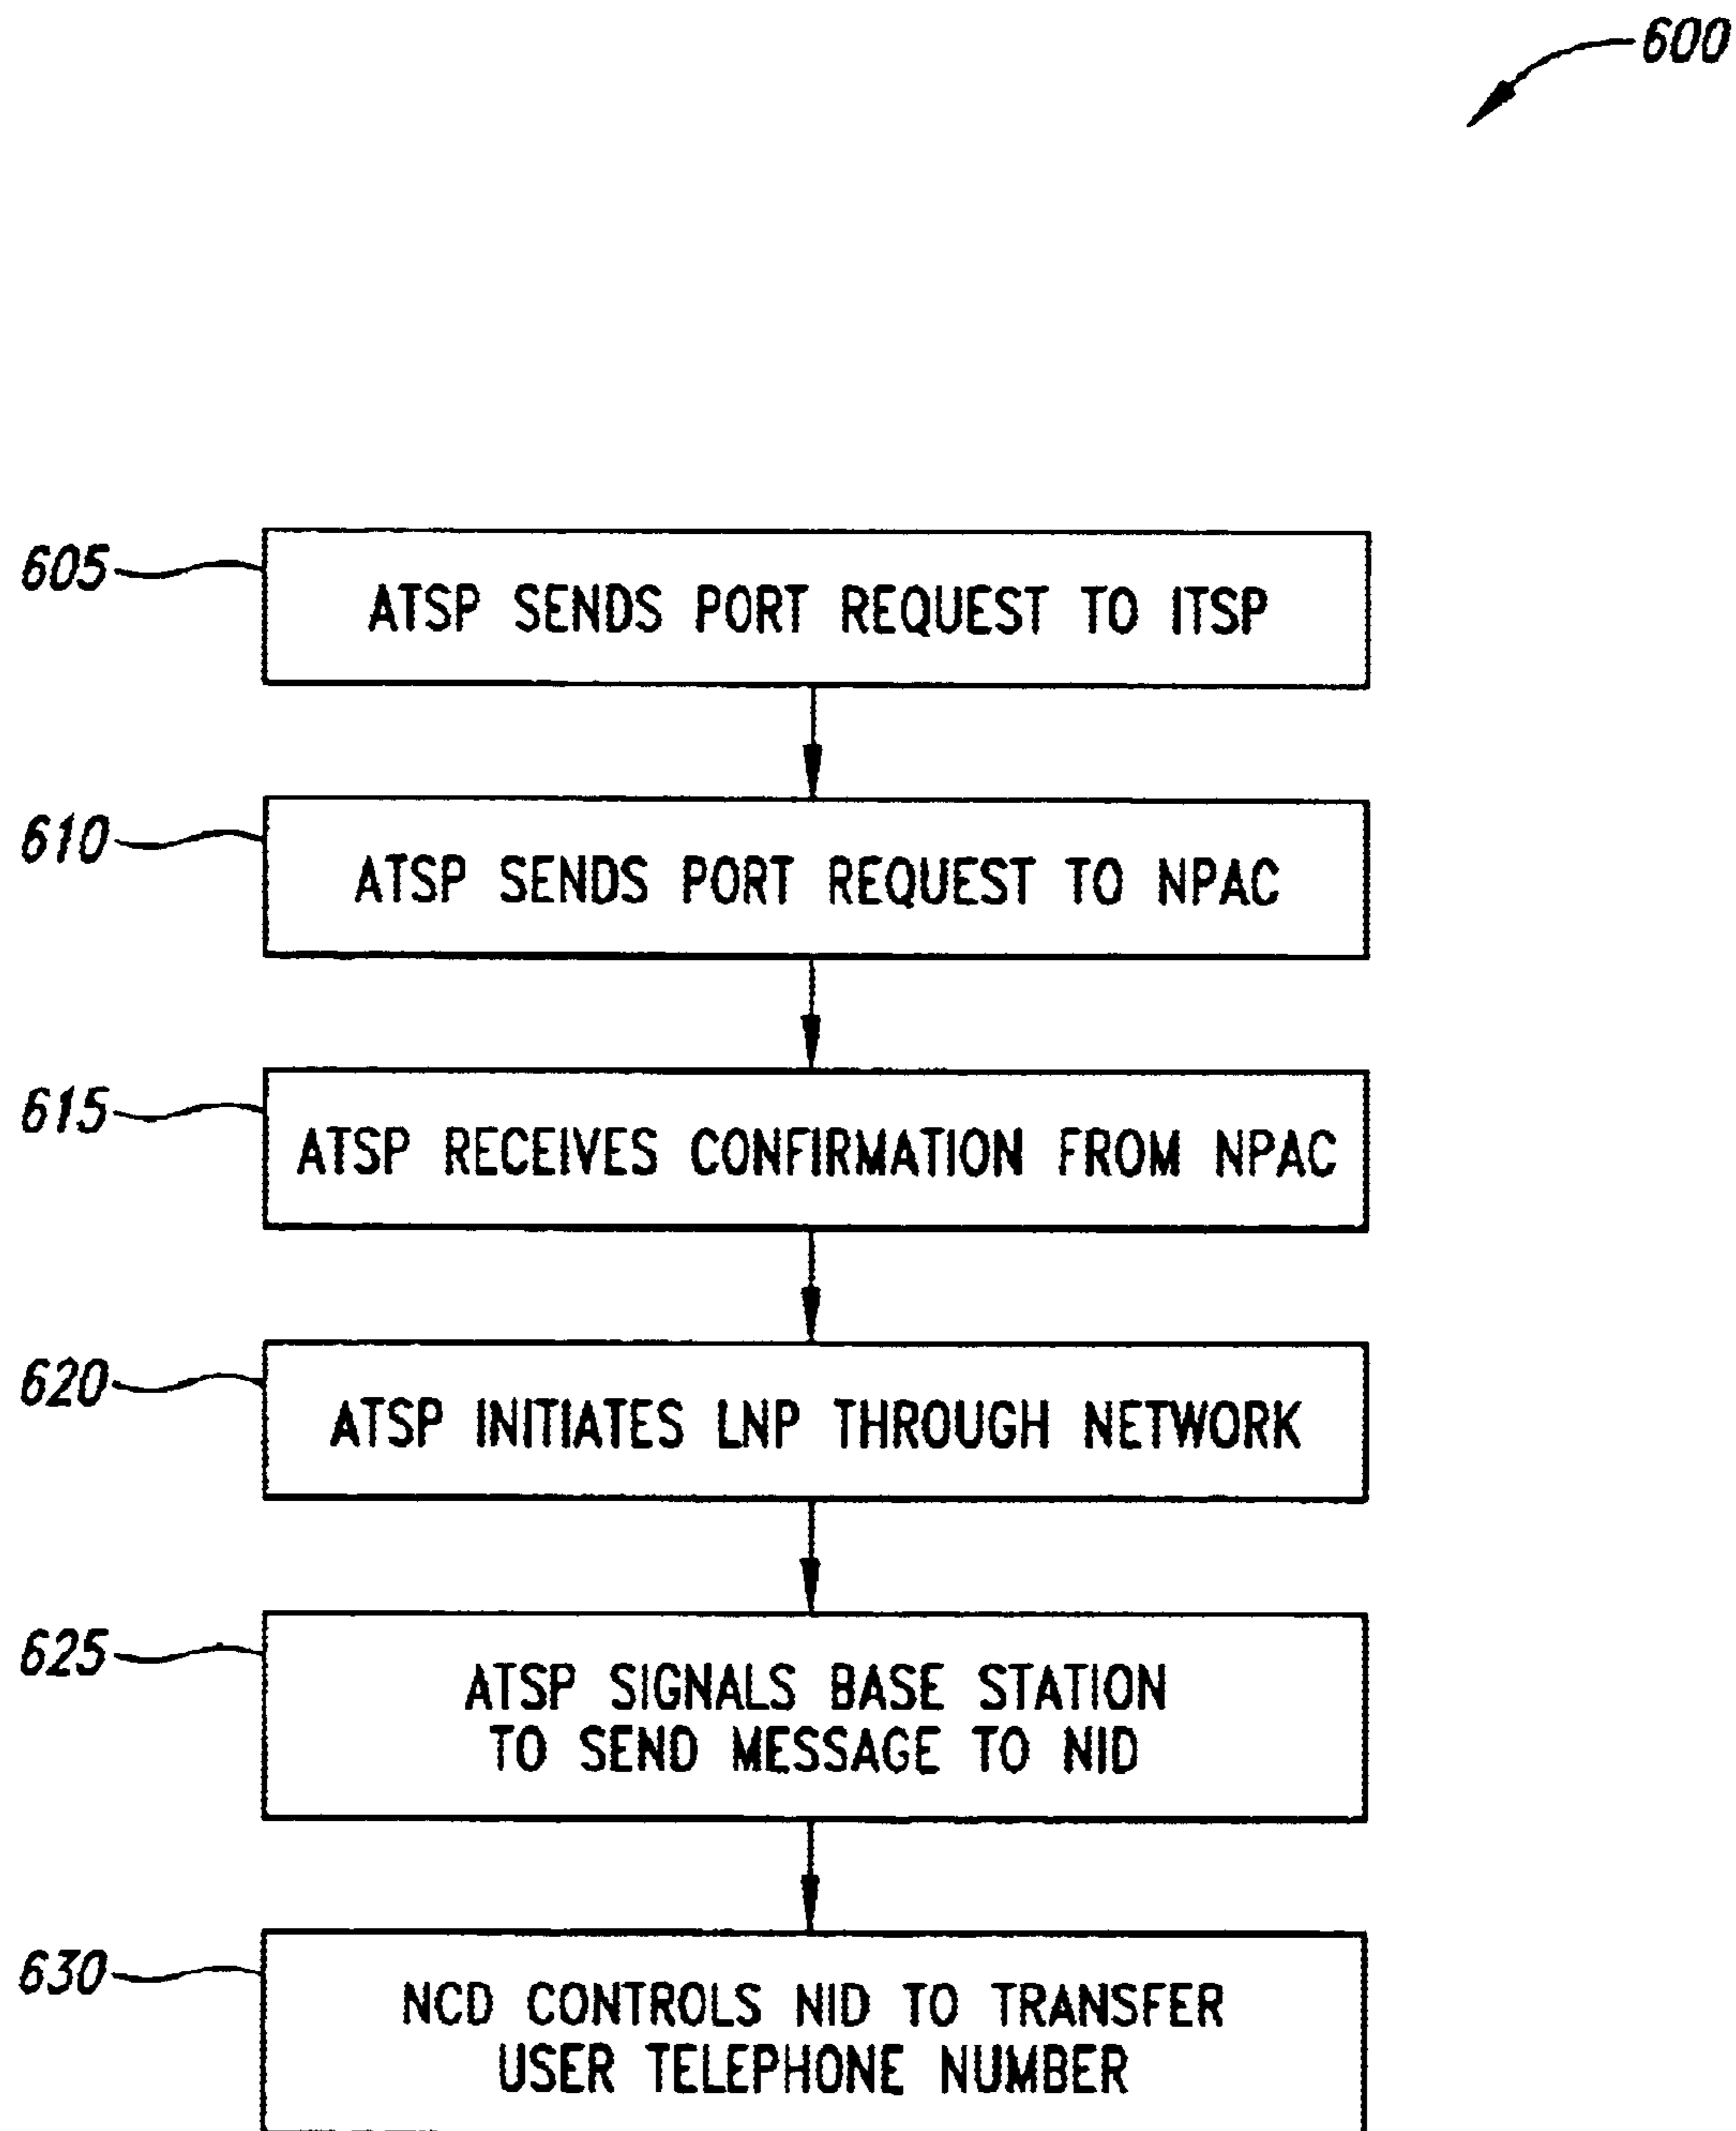 600
605
ATSP SENDS PORT REQUEST TO ITSP
610
ATSP SENDS PORT REQUEST TO NPAC
615
ATSP RECEIVES CONFIRMATION FROM NPAC
620
ATSP INITIATES LNP THROUGH NETWORK
625
ATSP SIGNALS BASE STATION
TO SEND MESSAGE TO NID
630
NCD CONTROLS NID TO TRANSFER
USER TELEPHONE NUMBER